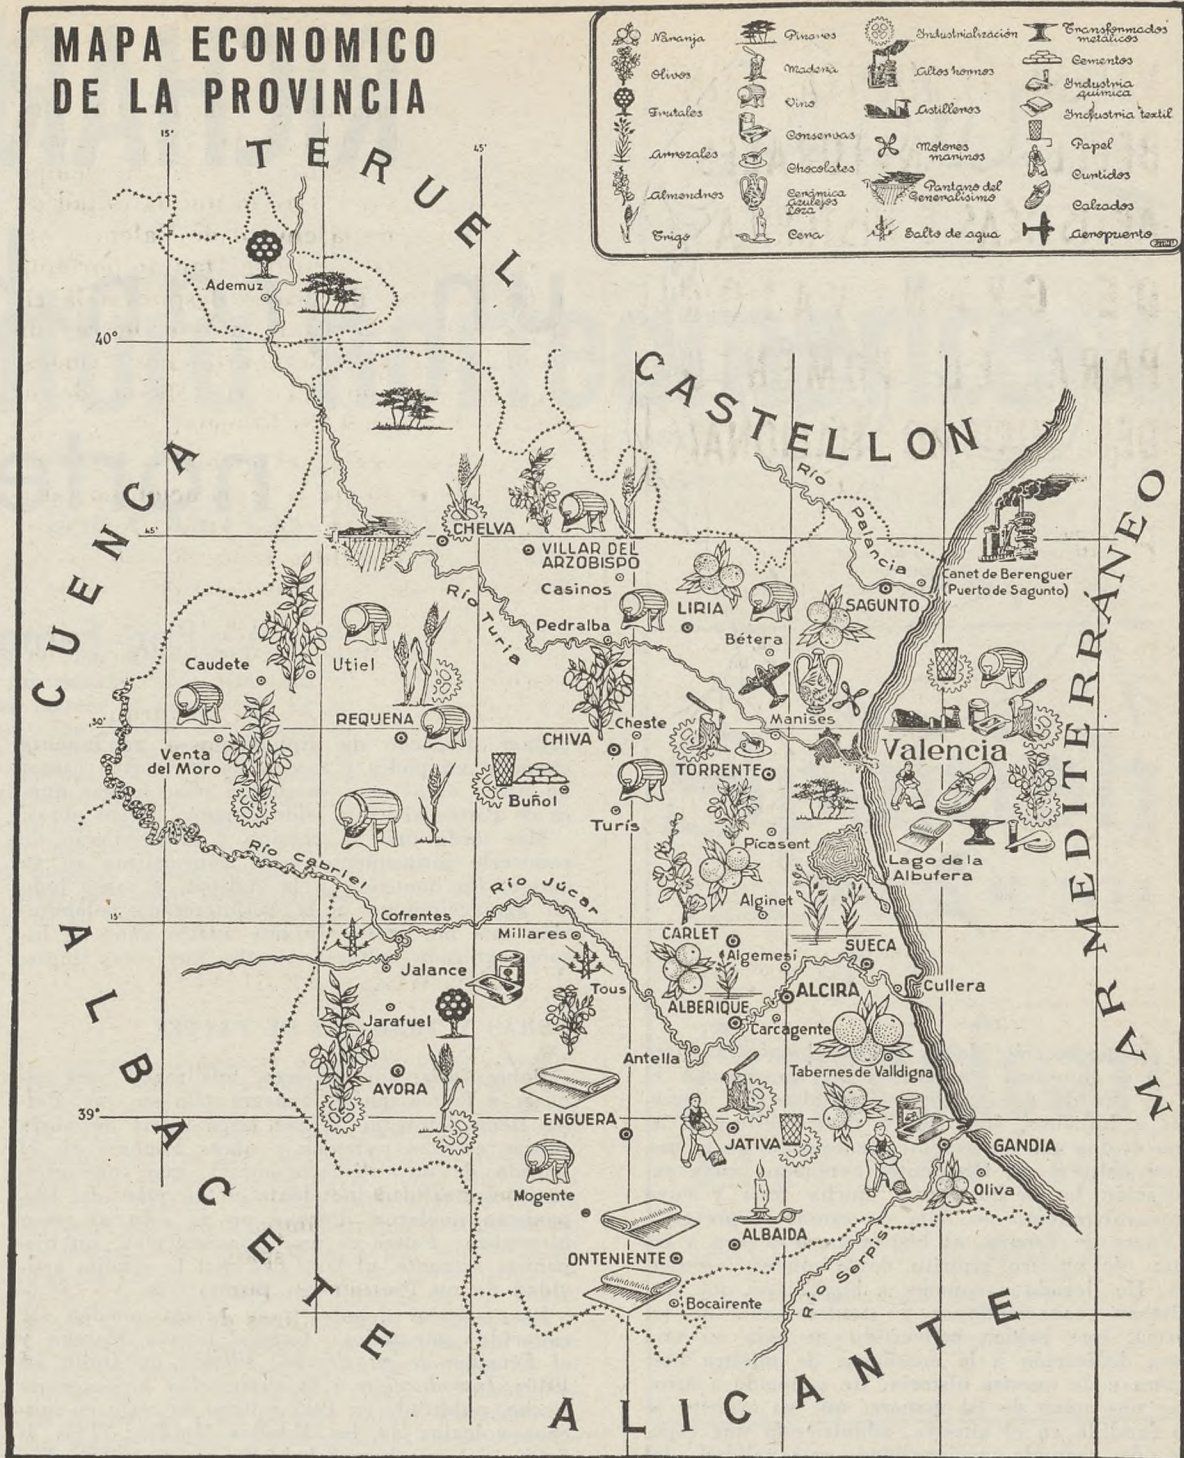 MAPA ECONOMICO
DE LA PROVINCIA
Naranja
Olivos
Frutales
Arrozales
Almendros
Trigo
Pinares
Madera
Vino
Conservas
Chocolates
Cerámica
Azulejos
Loza
Cera
Industrialización
Altos hornos
Astilleros
Motores
marinos
Pantano del
Generalísimo
Salto de agua
Transformados
metálicos
Cementos
Industria
química
Industria textil
Papel
Curtidos
Calzados
Aeropuerto
15'
45'
TERUEL
Ademuz
40°
CASTELLON
CUENCA
45'
CHELVA
VILLAR DEL
ARZOBISPO
Casinos
Río Palancia
Canet de Berenguer
(Puerto de Sagunto)
SAGUNTO
LIRIA
Río Turia
Pedralba
Bétera
Caudete
Utiel
MAR MEDITERRÁNEO
30'
REQUENA
Cheste
CHIVA
Manises
Valencia
Venta
del Moro
TORRENTE
Buñol
Turís
Picasent
Lago de la
Albufera
Río Cabriel
Río Júcar
Alginet
15'
Cofrentes
Millares
CARLET
Algemesí
SUECA
Jalance
Tous
ALCIRA
Cullera
ALBERIQUE
Carcagente
Jarafuel
Antella
Tabernes de Valldigna
AYORA
39°
ENGUERA
JATIVA
GANDIA
Mogente
Oliva
ALBAIDA
ONTENIENTE
Río Serpis
Bocairente
ALBACETE
ALICANTE